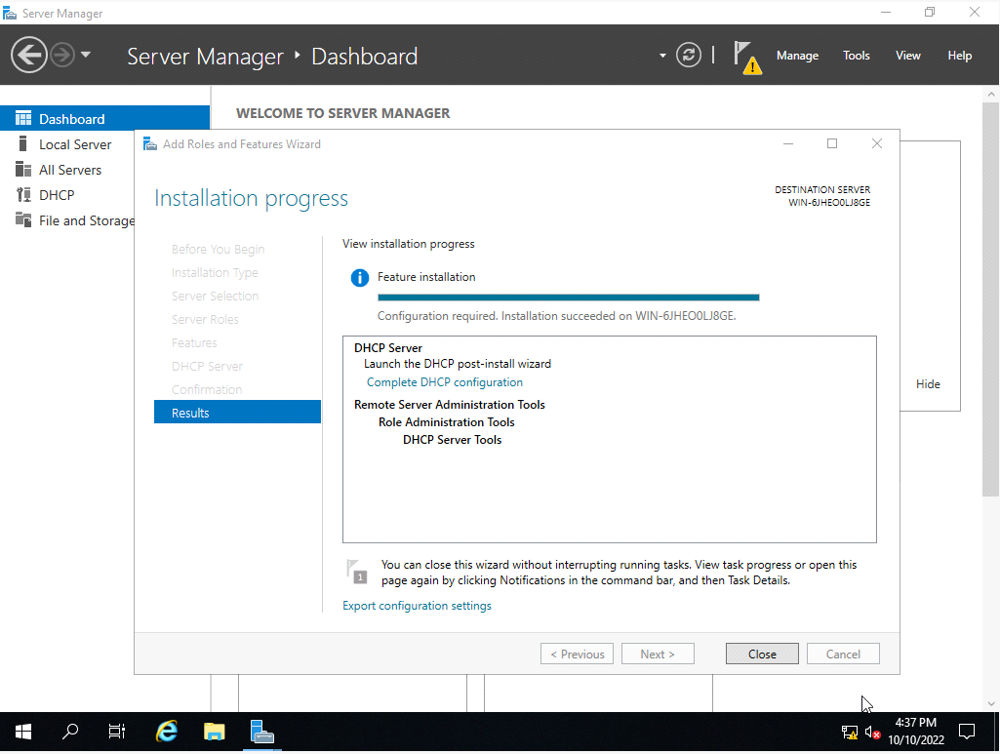 Server Manager
Server Manager ‣ Dashboard
Manage
Tools
View
Help
Dashboard
Local Server
All Servers
DHCP
File and Storage
WELCOME TO SERVER MANAGER
Add Roles and Features Wizard
Installation progress
DESTINATION SERVER
WIN-6JHEO0LJ8GE
Before You Begin
Installation Type
Server Selection
Server Roles
Features
DHCP Server
Confirmation
Results
View installation progress
Feature installation
Configuration required. Installation succeeded on WIN-6JHEO0LJ8GE.
DHCP Server
Launch the DHCP post-install wizard
Complete DHCP configuration
Remote Server Administration Tools
Role Administration Tools
DHCP Server Tools
1
You can close this wizard without interrupting running tasks. View task progress or open this
page again by clicking Notifications in the command bar, and then Task Details.
Export configuration settings
< Previous
Next >
Close
Cancel
Hide
4:37 PM
10/10/2022